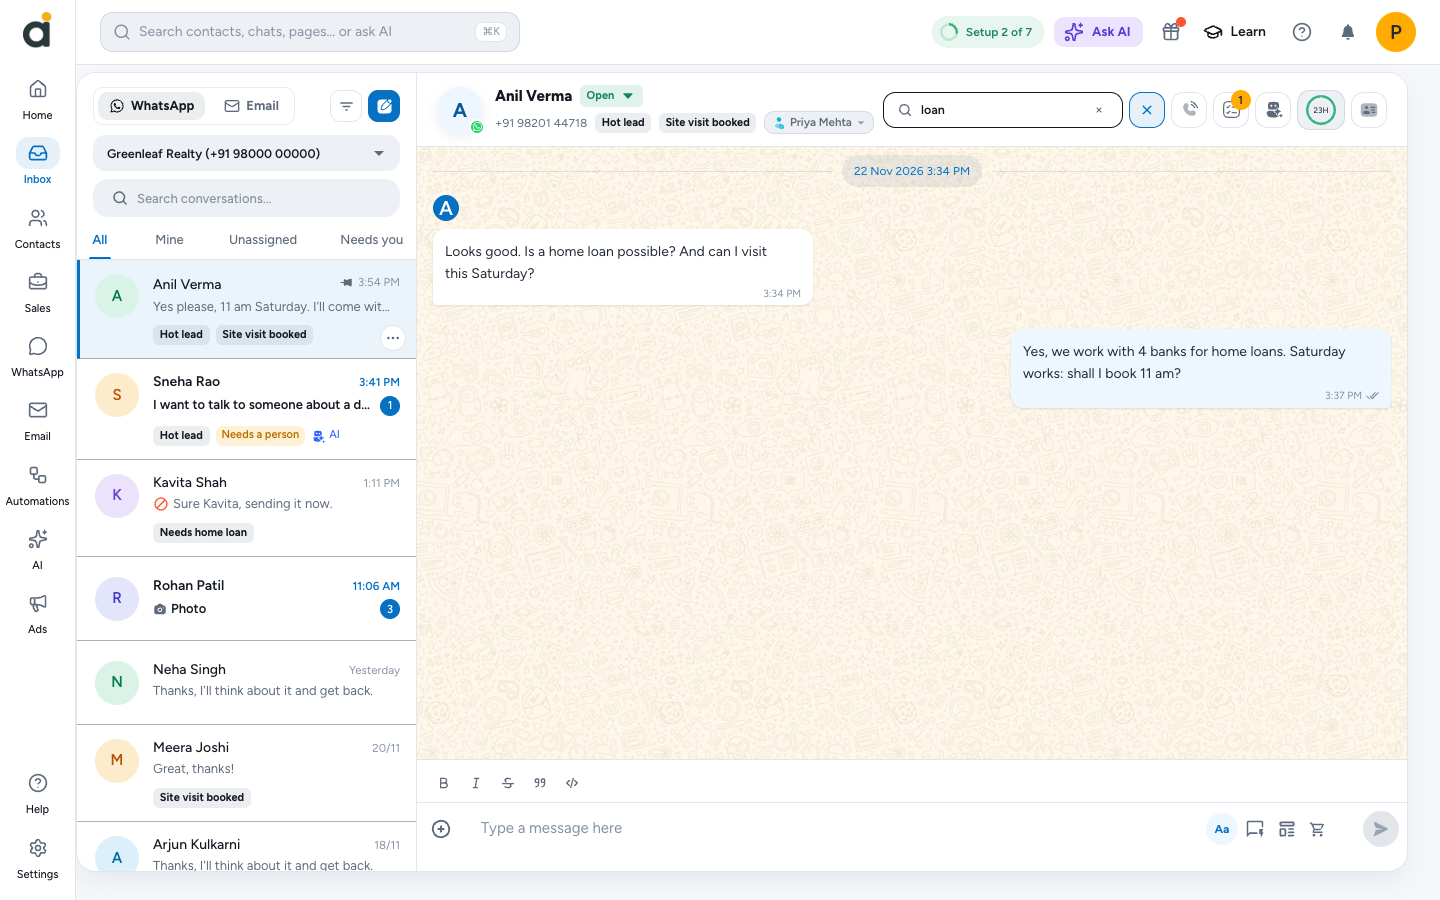 Search contacts, chats, pages... or ask AI
⌘K
Setup 2 of 7
Ask AI
Learn
P
Home
Inbox
Contacts
Sales
WhatsApp
Email
Automations
AI
Ads
Help
Settings
WhatsApp
Email
Greenleaf Realty (+91 98000 00000)
Search conversations...
All
Mine
Unassigned
Needs you
A
Anil Verma
3:54 PM
Yes please, 11 am Saturday. I'll come wit...
Hot lead
Site visit booked
S
Sneha Rao
3:41 PM
I want to talk to someone about a d...
1
Hot lead
Needs a person
AI
K
Kavita Shah
1:11 PM
Sure Kavita, sending it now.
Needs home loan
R
Rohan Patil
11:06 AM
Photo
3
N
Neha Singh
Yesterday
Thanks, I'll think about it and get back.
M
Meera Joshi
20/11
Great, thanks!
Site visit booked
A
Arjun Kulkarni
18/11
Thanks, I'll think about it and get back.
A
Anil Verma
Open
+91 98201 44718
Hot lead
Site visit booked
Priya Mehta
loan
1
23H
22 Nov 2026 3:34 PM
A
Looks good. Is a home loan possible? And can I visit
this Saturday?
3:34 PM
Yes, we work with 4 banks for home loans. Saturday
works: shall I book 11 am?
3:37 PM
B
I
S
Type a message here
Aa